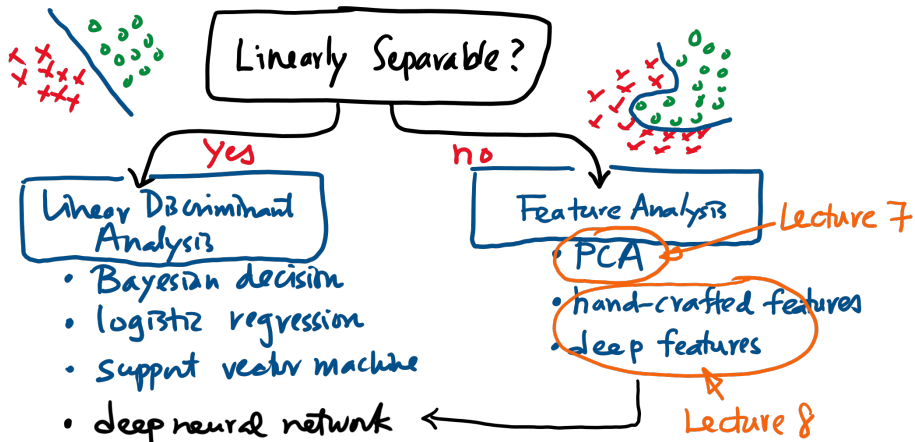 Linearly Separable?
Yes
no
Linear Discriminant
Analysis
• Bayesian decision
• logistic regression
• support vector machine
• deep neural network
Feature Analysis
• PCA
• hand-crafted features
• deep features
Lecture 7
Lecture 8